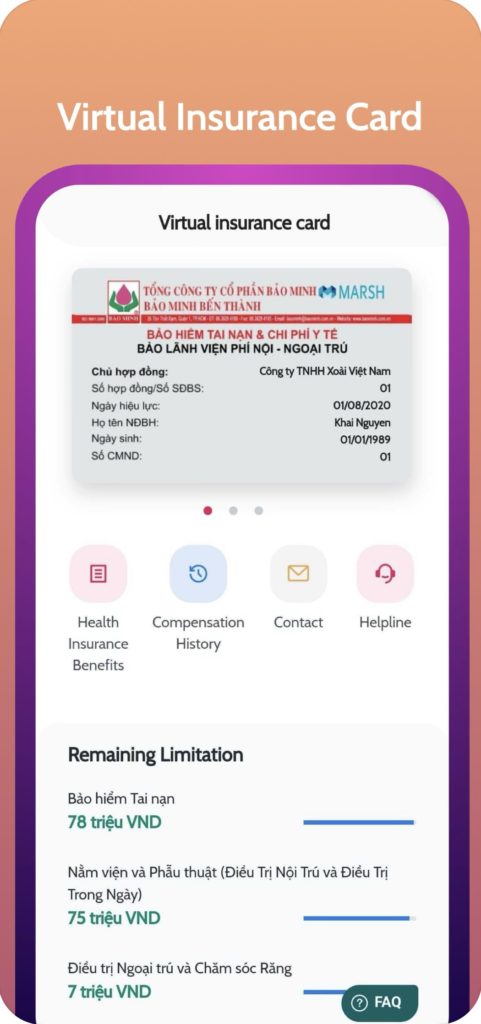 Virtual Insurance Card
Virtual insurance card
TỔNG CÔNG TY CỔ PHẦN BẢO MINH MARSH
BẢO MINH BẾN THÀNH
BAO MINH
BẢO HIỂM TAI NẠN & CHI PHÍ Y TẾ
BẢO LÃNH VIỆN PHÍ NỘI - NGOẠI TRÚ
Chủ hợp đồng: Công ty TNHH Xoài Việt Nam
Số hợp đồng/Số SĐBS: 01
Ngày hiệu lực: 01/08/2020
Họ tên NĐBH: Khai Nguyen
Ngày sinh: 01/01/1989
Số CMND: 01
Health Insurance Benefits
Compensation History
Contact
Helpline
Remaining Limitation
Bảo hiểm Tai nạn
78 triệu VND
Nằm viện và Phẫu thuật (Điều Trị Nội Trú và Điều Trị
Trong Ngày)
75 triệu VND
Điều trị Ngoại trú và Chăm sóc Răng
7 triệu VND
? FAQ